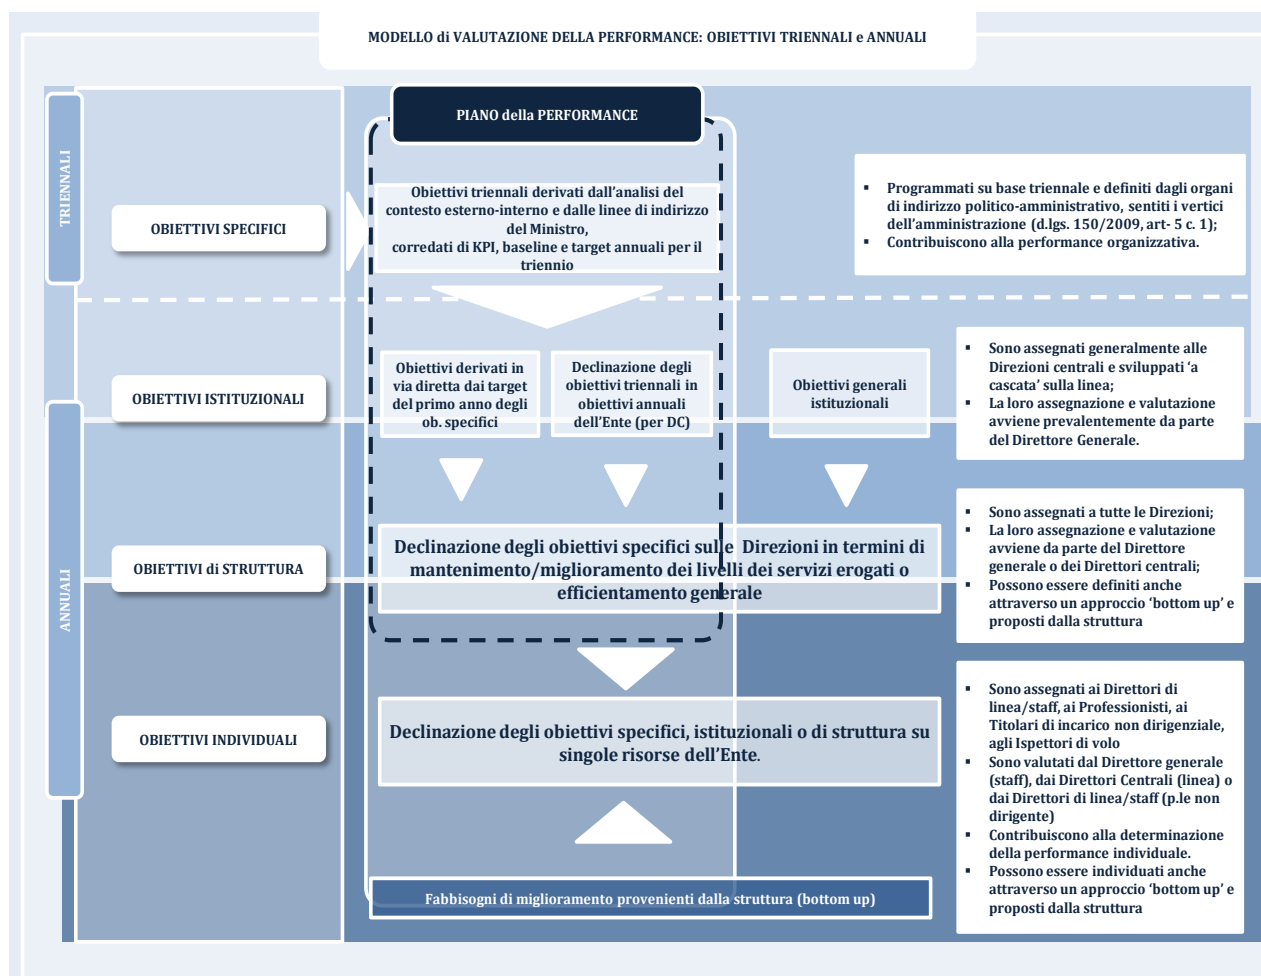 MODELLO di VALUTAZIONE DELLA PERFORMANCE: OBIETTIVI TRIENNALI e ANNUALI
PIANO della PERFORMANCE
TRIENNALI
OBIETTIVI SPECIFICI
Obiettivi triennali derivati dall'analisi del
contesto esterno-interno e dalle linee di indirizzo
del Ministro,
corredati di KPI, baseline e target annuali per il
triennio
▪ Programmati su base triennale e definiti dagli organi
di indirizzo politico-amministrativo, sentiti i vertici
dell'amministrazione (d.lgs. 150/2009, art- 5 c. 1);
▪ Contribuiscono alla performance organizzativa.
ANNUALI
OBIETTIVI ISTITUZIONALI
Obiettivi derivati in
via diretta dai target
del primo anno degli
ob. specifici
Declinazione degli
obiettivi triennali in
obiettivi annuali
dell'Ente (per DC)
Obiettivi generali
istituzionali
▪ Sono assegnati generalmente alle
Direzioni centrali e sviluppati 'a
cascata' sulla linea;
▪ La loro assegnazione e valutazione
avviene prevalentemente da parte
del Direttore Generale.
OBIETTIVI di STRUTTURA
Declinazione degli obiettivi specifici sulle Direzioni in termini di
mantenimento/miglioramento dei livelli dei servizi erogati o
efficientamento generale
▪ Sono assegnati a tutte le Direzioni;
▪ La loro assegnazione e valutazione
avviene da parte del Direttore
generale o dei Direttori centrali;
▪ Possono essere definiti anche
attraverso un approccio 'bottom up' e
proposti dalla struttura
OBIETTIVI INDIVIDUALI
Declinazione degli obiettivi specifici, istituzionali o di struttura su
singole risorse dell'Ente.
▪ Sono assegnati ai Direttori di
linea/staff, ai Professionisti, ai
Titolari di incarico non dirigenziale,
agli Ispettori di volo
▪ Sono valutati dal Direttore generale
(staff), dai Direttori Centrali (linea) o
dai Direttori di linea/staff (p.le non
dirigente)
▪ Contribuiscono alla determinazione
della performance individuale.
▪ Possono essere individuati anche
attraverso un approccio 'bottom up' e
proposti dalla struttura
Fabbisogni di miglioramento provenienti dalla struttura (bottom up)